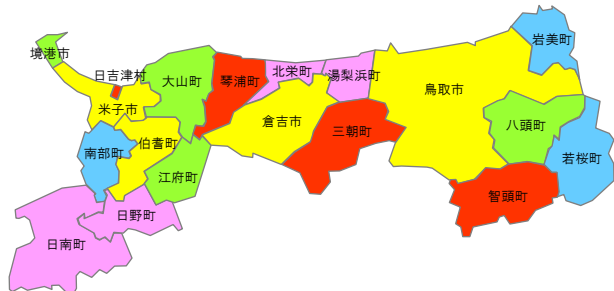 岩美町
境港市
日吉津村
大山町
琴浦町
北栄町
湯梨浜町
鳥取市
米子市
倉吉市
三朝町
八頭町
南部町
伯耆町
若桜町
江府町
智頭町
日野町
日南町